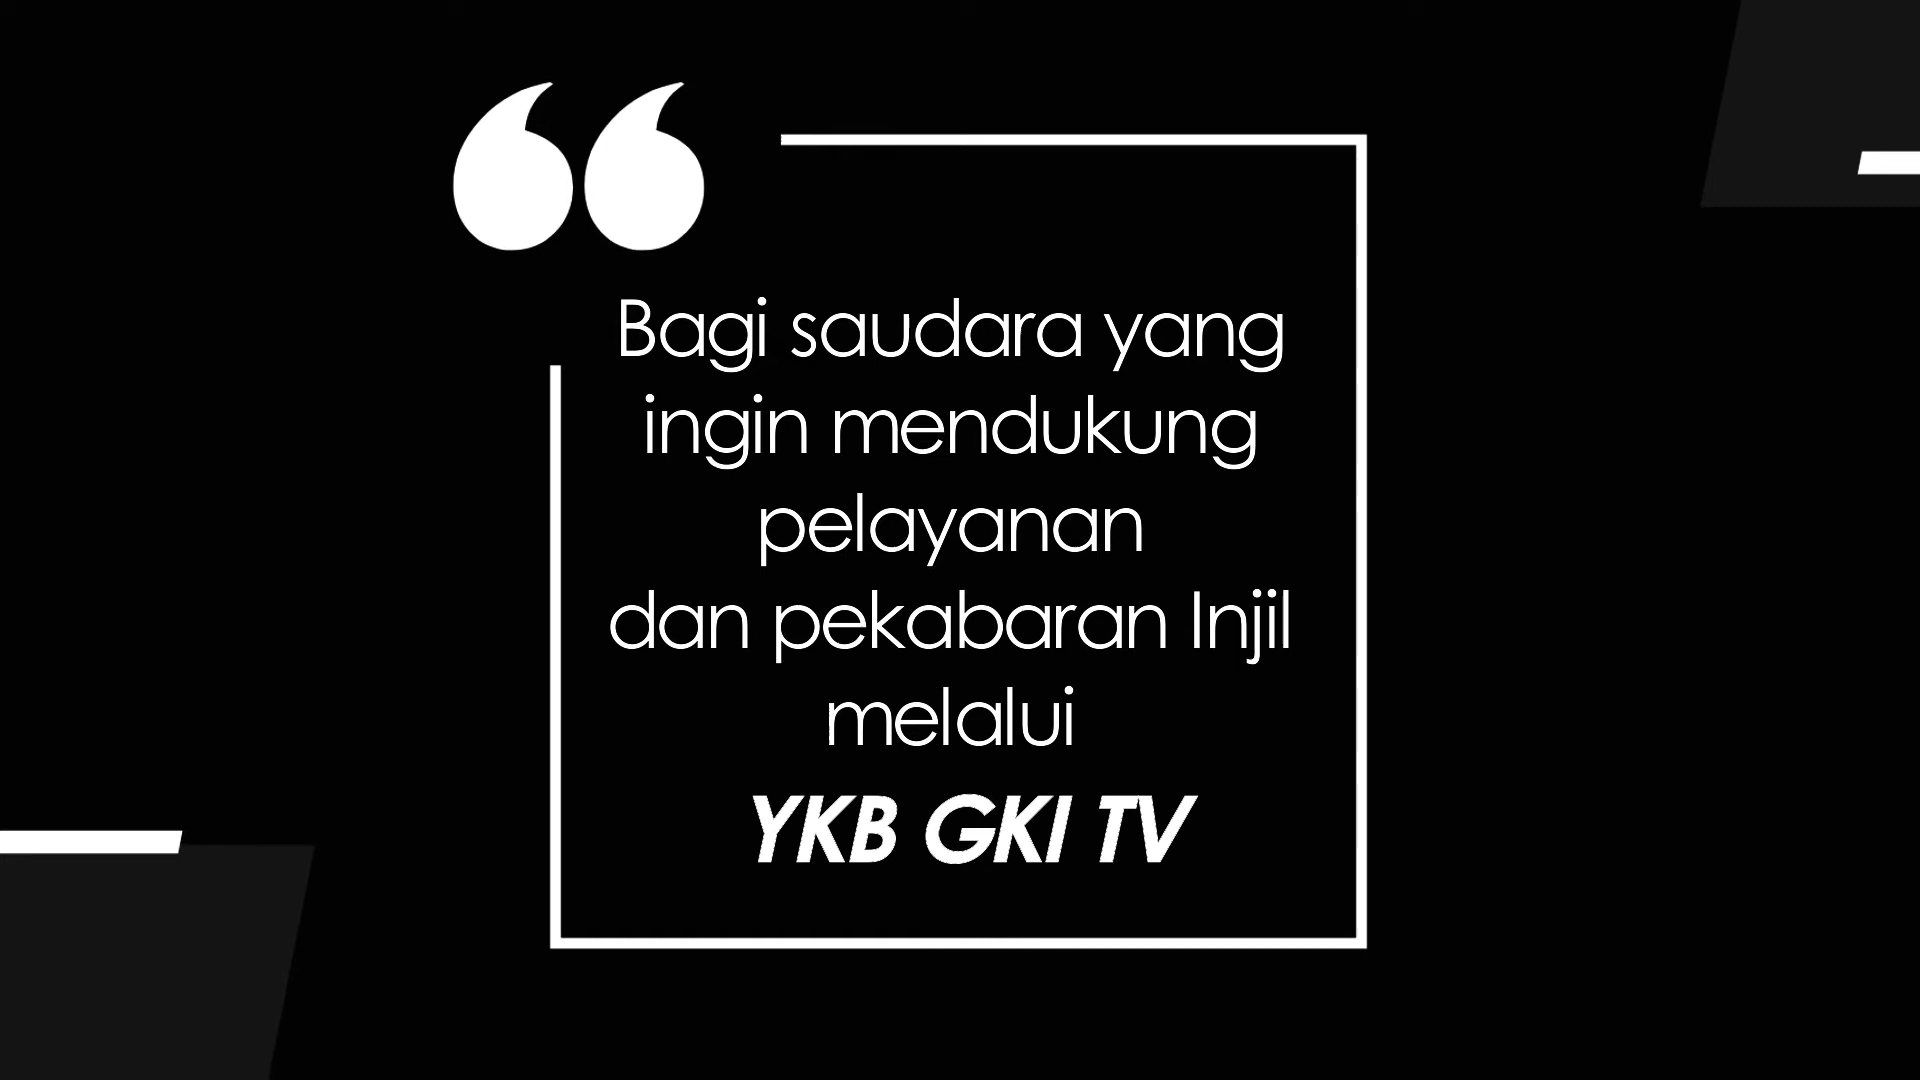 Bagi saudara yang
ingin mendukung
pelayanan
dan pekabaran Injil
melalui
YKB GKI TV